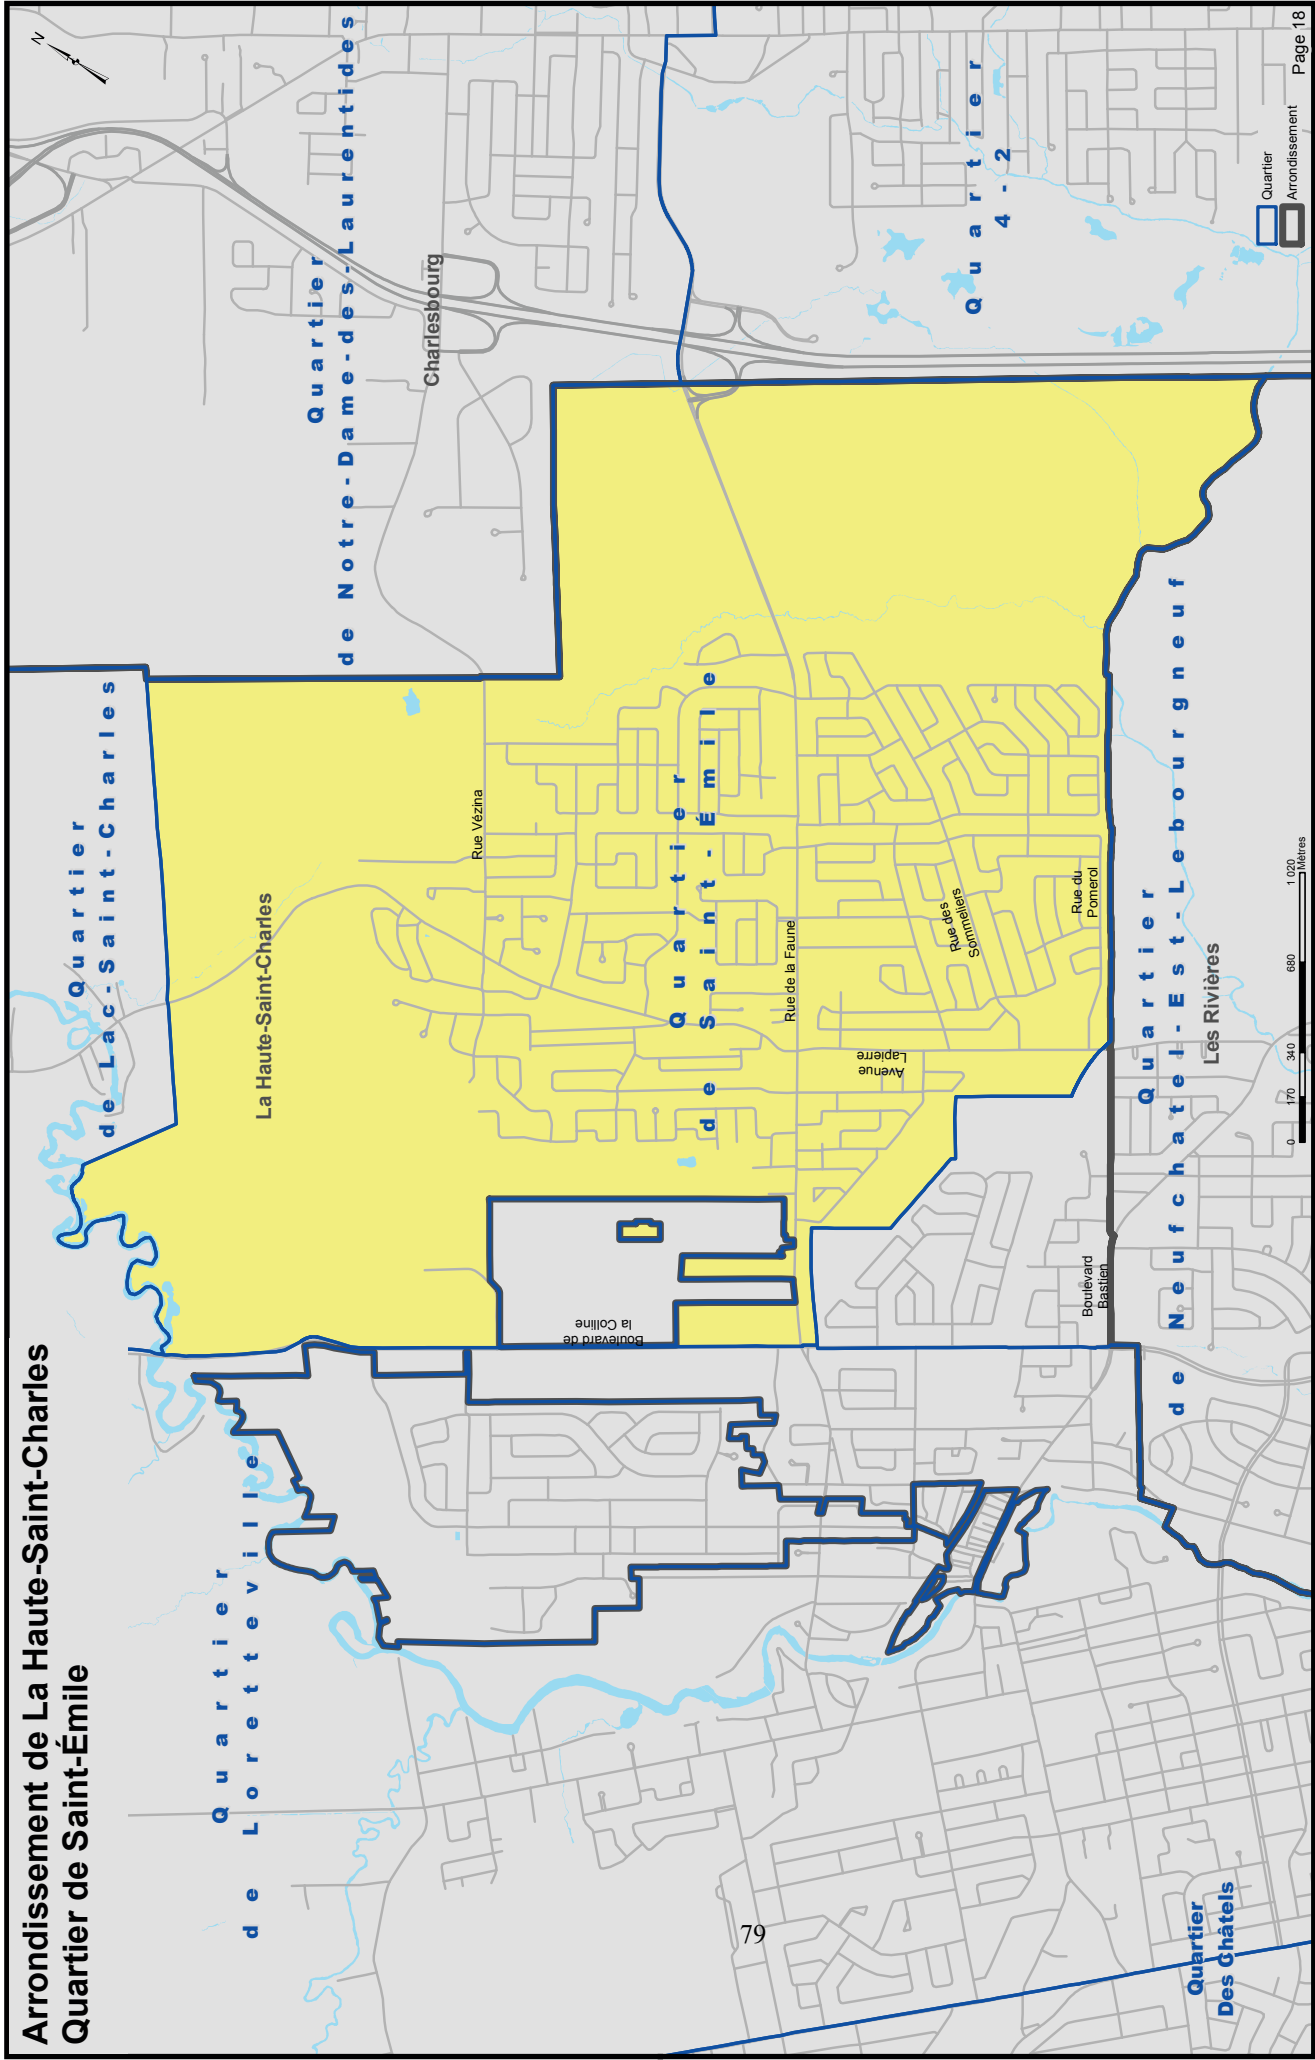 Arrondissement de La Haute-Saint-Charles
Quartier de Saint-Émile
N
Quartier
de Lac-Saint-Charles
Quartier
de Notre-Dame-des-Laurentides
Charlesbourg
La Haute-Saint-Charles
Quartier
de Loretteville
Rue Vézina
Quartier
de Saint-Émile
Rue de la Faune
Boulevard de
la Colline
Avenue
Lapierre
Rue des
Sommeliers
Rue du
Pomerol
Boulevard
Bastien
Quartier
4-2
Quartier
de Neufchatel-Est-Lebourgneuf
Les Rivières
Quartier
Des Châtels
0 170 340 680 1 020
Mètres
Quartier
Arrondissement
Page 18
79